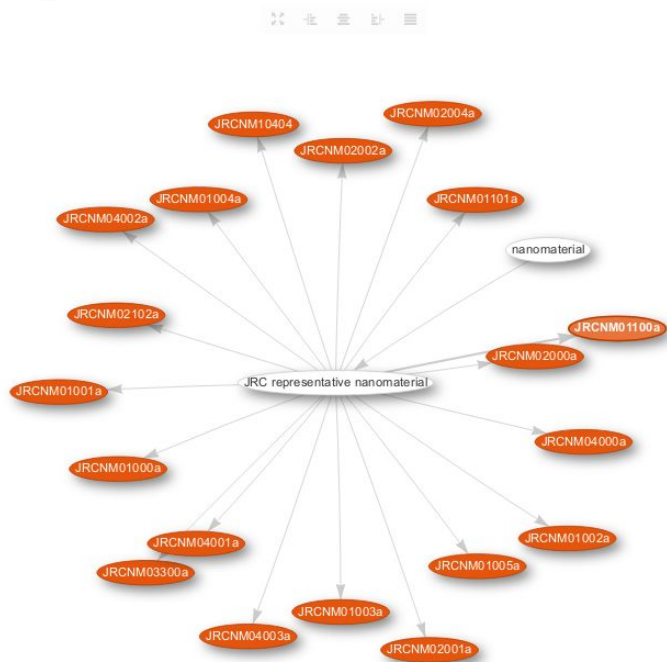 JRCNM02004a
JRCNM10404
JRCNM02002a
JRCNM01004a
JRCNM01101a
JRCNM04002a
nanomaterial
JRCNM02102a
JRCNM01100a
JRCNM02000a
JRC representative nanomaterial
JRCNM01001a
JRCNM04000a
JRCNM01000a
JRCNM01002a
JRCNM04001a
JRCNM01005a
JRCNM03300a
JRCNM01003a
JRCNM04003a
JRCNM02001a